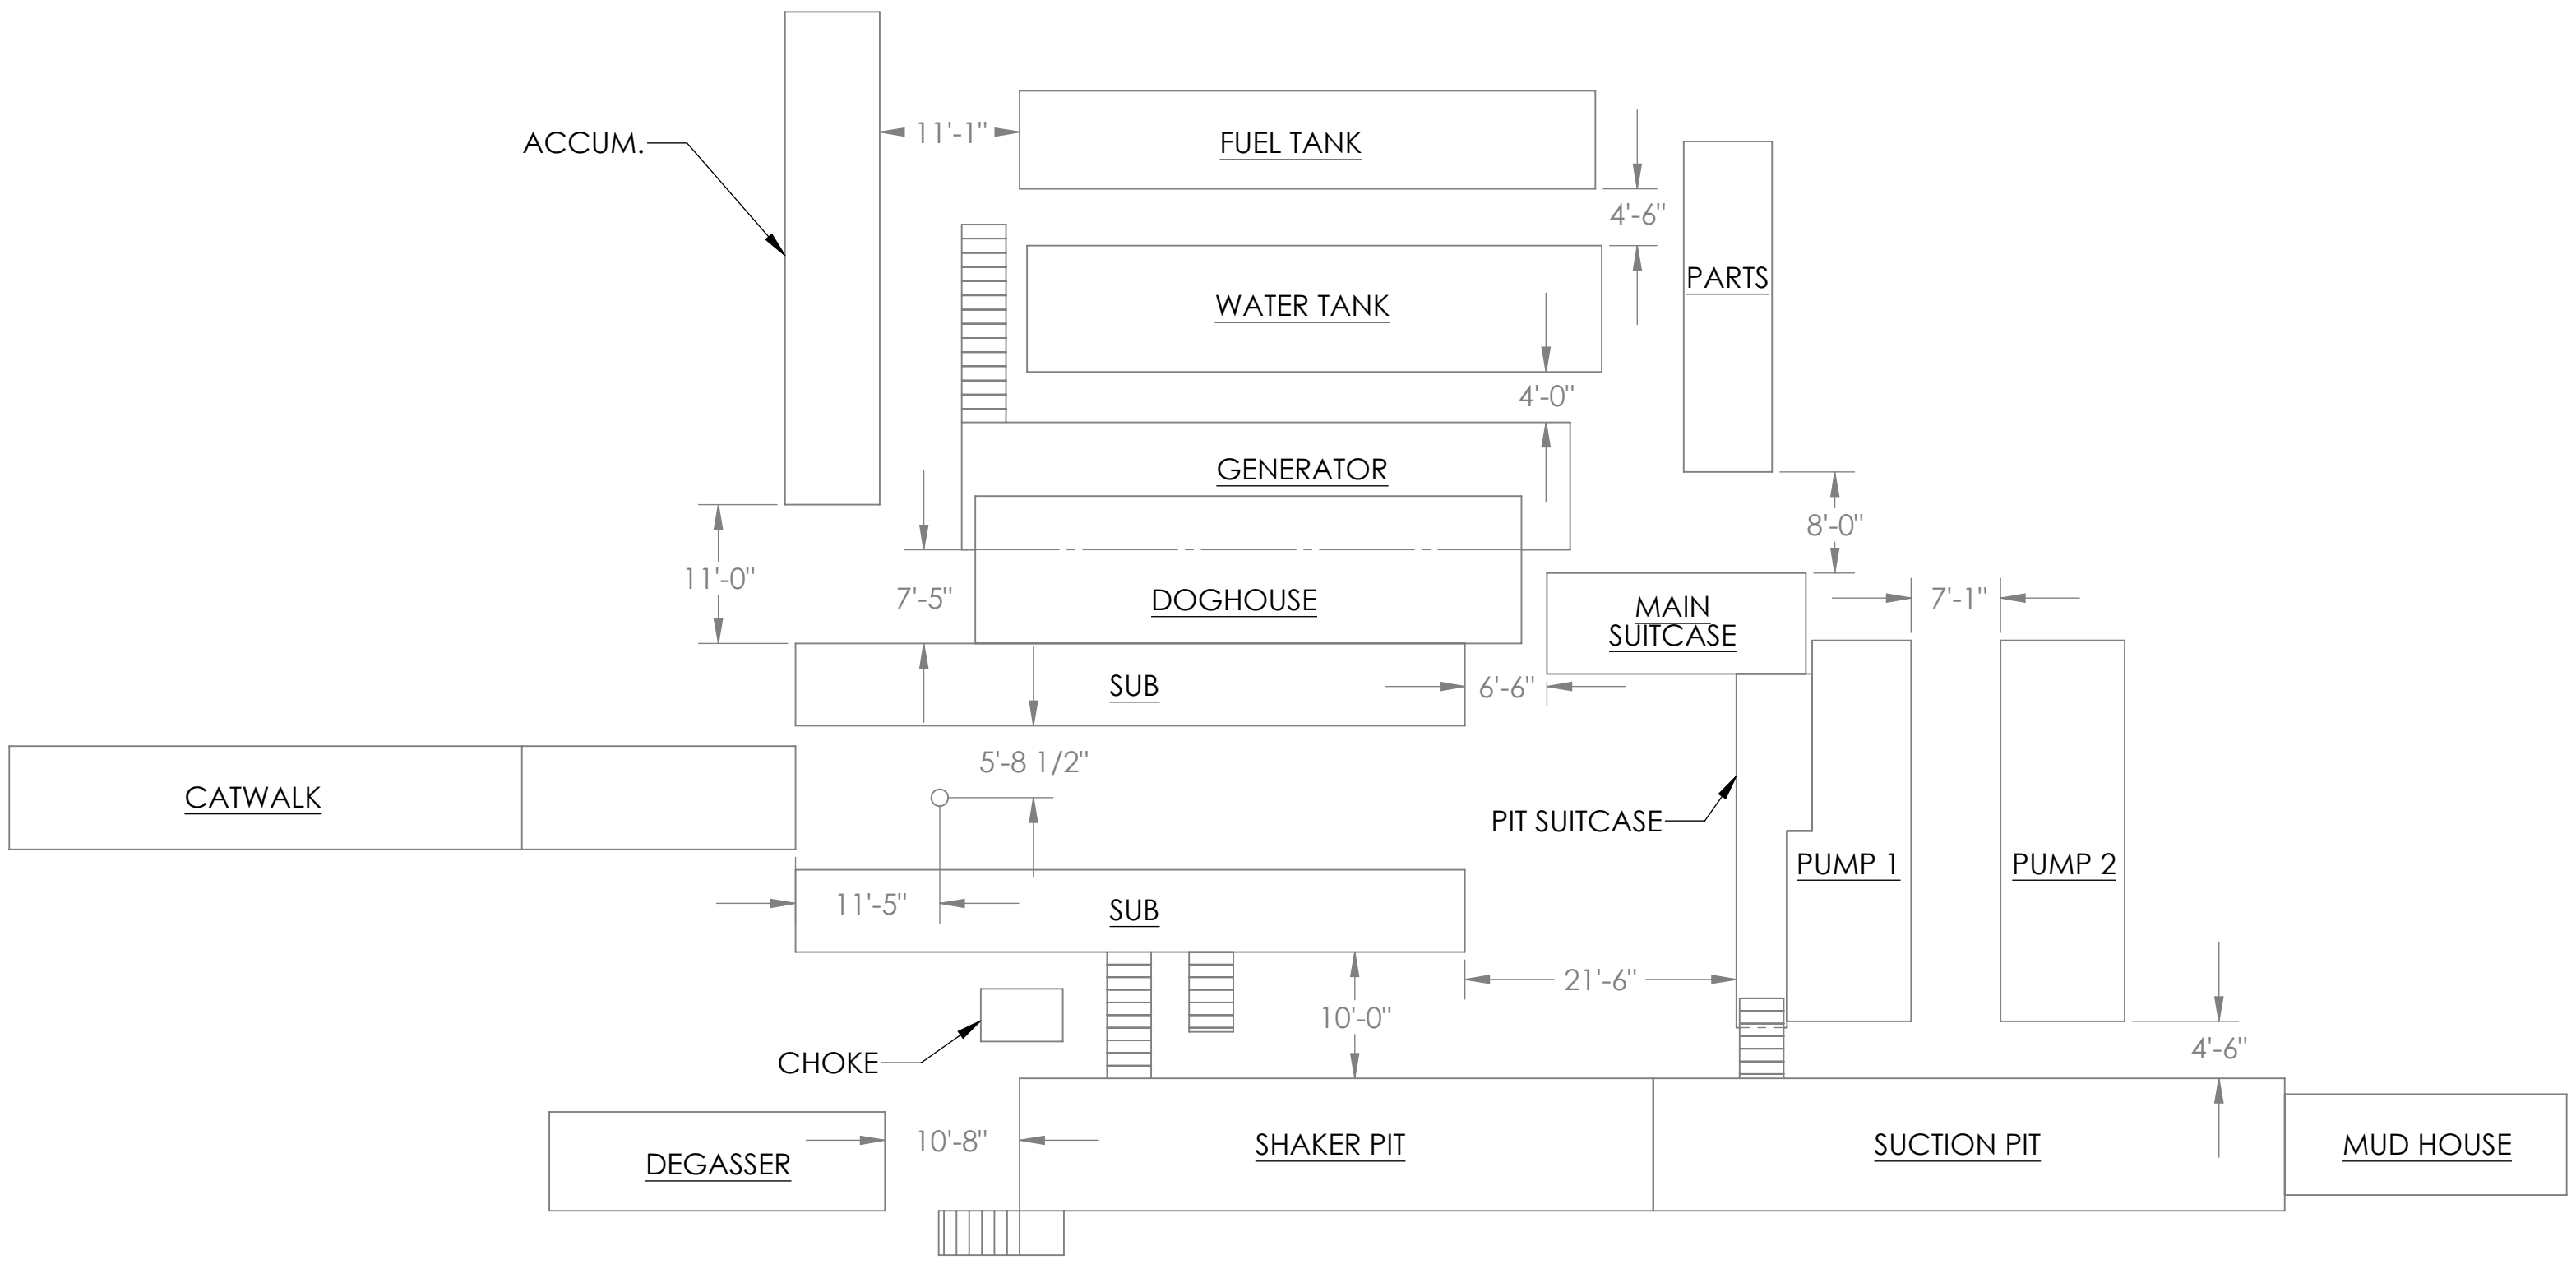 ACCUM.
11'-1"
FUEL TANK
4'-6"
PARTS
WATER TANK
4'-0"
GENERATOR
8'-0"
11'-0"
7'-5"
DOGHOUSE
MAIN
SUITCASE
7'-1"
SUB
6'-6"
5'-8 1/2"
CATWALK
PIT SUITCASE
PUMP 1
PUMP 2
11'-5"
SUB
21'-6"
10'-0"
CHOKE
4'-6"
DEGASSER
10'-8"
SHAKER PIT
SUCTION PIT
MUD HOUSE